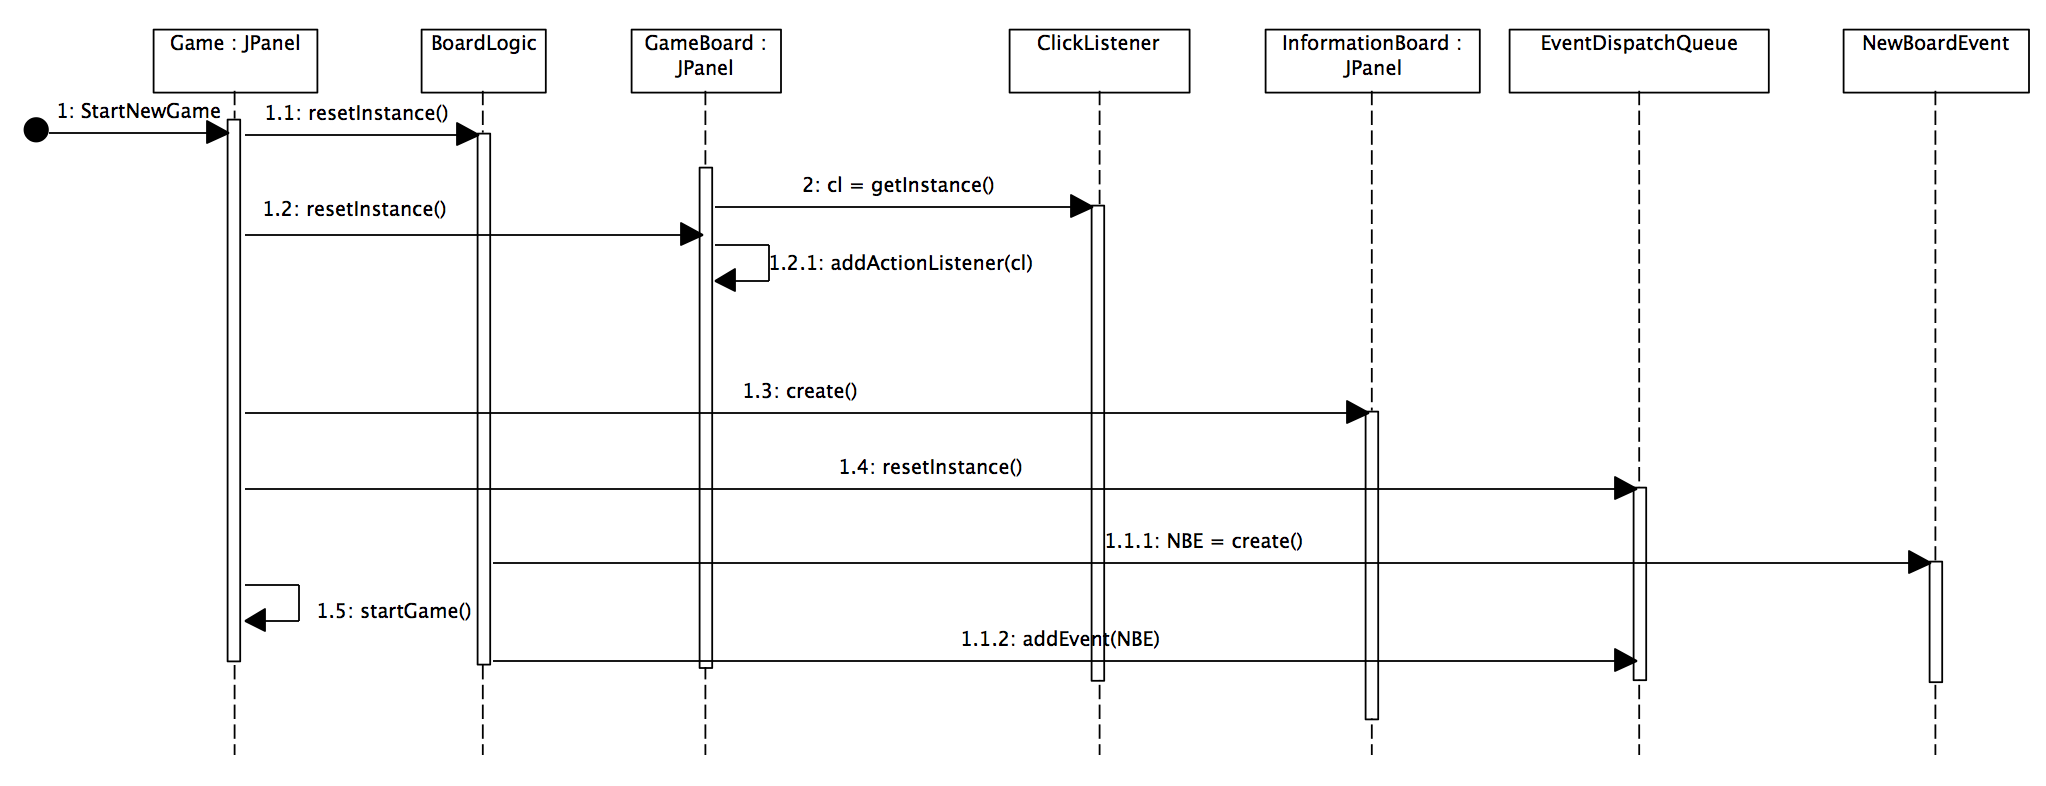 Game : JPanel
BoardLogic
GameBoard :
JPanel
ClickListener
InformationBoard :
JPanel
EventDispatchQueue
NewBoardEvent
1: StartNewGame
1.1: resetInstance()
2: cl = getInstance()
1.2: resetInstance()
1.2.1: addActionListener(cl)
1.3: create()
1.4: resetInstance()
1.1.1: NBE = create()
1.5: startGame()
1.1.2: addEvent(NBE)